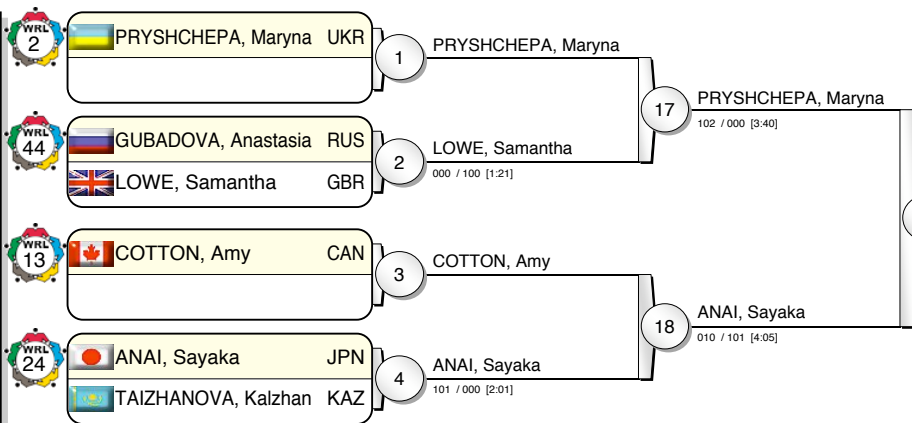 WRL
2
PRYSHCHEPA, Maryna UKR
1
PRYSHCHEPA, Maryna
WRL
44
GUBADOVA, Anastasia RUS
LOWE, Samantha GBR
2
LOWE, Samantha
000 / 100 [1:21]
17
PRYSHCHEPA, Maryna
102 / 000 [3:40]
WRL
13
COTTON, Amy CAN
3
COTTON, Amy
WRL
24
ANAI, Sayaka JPN
TAIZHANOVA, Kalzhan KAZ
4
ANAI, Sayaka
101 / 000 [2:01]
18
ANAI, Sayaka
010 / 101 [4:05]